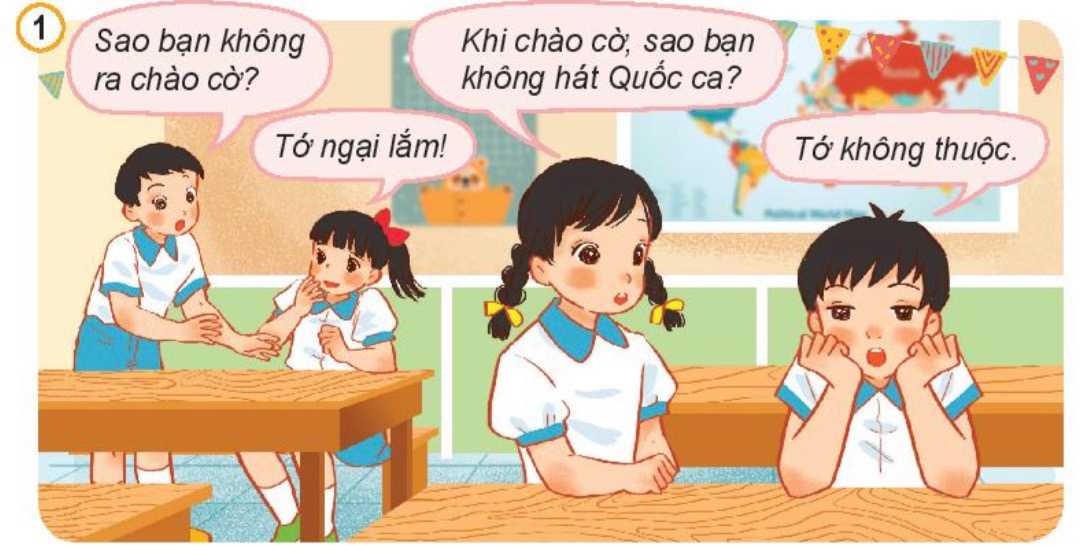 1
Sao bạn không
ra chào cờ?
Tớ ngại lắm!
Khi chào cờ, sao bạn
không hát Quốc ca?
Tớ không thuộc.
Russia